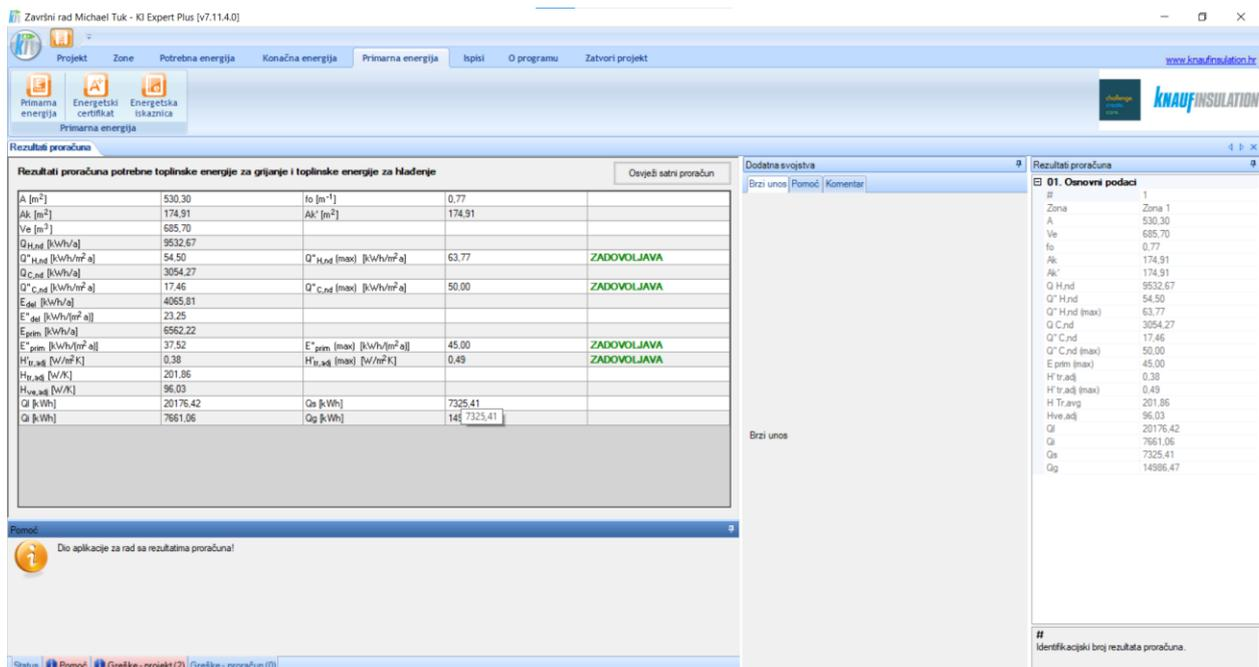 Završni rad Michael Tuk - KI Expert Plus [v7.11.4.0]
Projekt Zone Potrebna energija Konačna energija Primarna energija Ispisi O programu Zatvori projekt
www.knaufinsulation.hr
Primarna energija
Energetski certifikat
Energetska iskaznica
Primarna energija
challenge.
create.
care.
KNAUFINSULATION
Rezultati proračuna
Rezultati proračuna potrebne toplinske energije za grijanje i toplinske energije za hlađenje
Osvježi satni proračun
A [m²] 530,30 fo [m⁻¹] 0,77
Ak [m²] 174,91 Ak' [m²] 174,91
Ve [m³] 685,70
Q H,nd [kWh/a] 9532,67
Q" H,nd [kWh/m² a] 54,50 Q" H,nd (max) [kWh/m² a] 63,77 ZADOVOLJAVA
Q C,nd [kWh/a] 3054,27
Q" C,nd [kWh/m² a] 17,46 Q" C,nd (max) [kWh/m² a] 50,00 ZADOVOLJAVA
E del [kWh/a] 4065,81
E" del [kWh/(m² a)] 23,25
E prim [kWh/a] 6562,22
E" prim [kWh/(m² a)] 37,52 E" prim (max) [kWh/(m² a)] 45,00 ZADOVOLJAVA
H' tr,adj [W/m² K] 0,38 H' tr,adj (max) [W/m² K] 0,49 ZADOVOLJAVA
H tr,adj [W/K] 201,86
H ve,adj [W/K] 96,03
Ql [kWh] 20176,42 Qs [kWh] 7325,41
Qi [kWh] 7661,06 Qg [kWh] 149
7325,41
Pomoć
Dio aplikacije za rad sa rezultatima proračuna!
Status Pomoć Greške - projekt (2) Greške - proračun (0)
Dodatna svojstva
Brzi unos Pomoć Komentar
Brzi unos
Rezultati proračuna
01. Osnovni podaci
# 1
Zona Zona 1
A 530,30
Ve 685,70
fo 0,77
Ak 174,91
Ak' 174,91
Q H,nd 9532,67
Q" H,nd 54,50
Q" H,nd (max) 63,77
Q C,nd 3054,27
Q" C,nd 17,46
Q" C,nd (max) 50,00
E prim (max) 45,00
H' tr,adj 0,38
H' tr,adj (max) 0,49
H Tr,avg 201,86
Hve,adj 96,03
Ql 20176,42
Qi 7661,06
Qs 7325,41
Qg 14986,47
#
Identifikacijski broj rezultata proračuna.